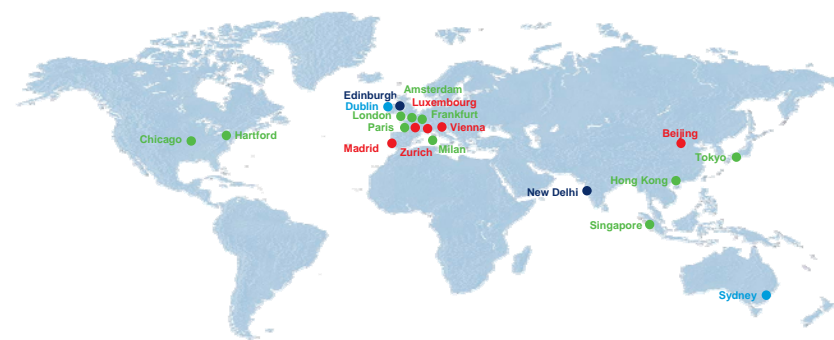 Amsterdam
Edinburgh
Luxembourg
Dublin
London
Frankfurt
Paris
Vienna
Madrid
Zurich
Milan
Chicago
Hartford
Beijing
Tokyo
Hong Kong
New Delhi
Singapore
Sydney